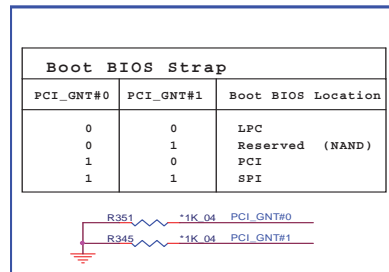 Boot BIOS Strap
PCI_GNT#0 PCI_GNT#1 Boot BIOS Location
0 0 LPC
0 1 Reserved (NAND)
1 0 PCI
1 1 SPI
R351 *1K_04 PCI_GNT#0
R345 *1K_04 PCI_GNT#1